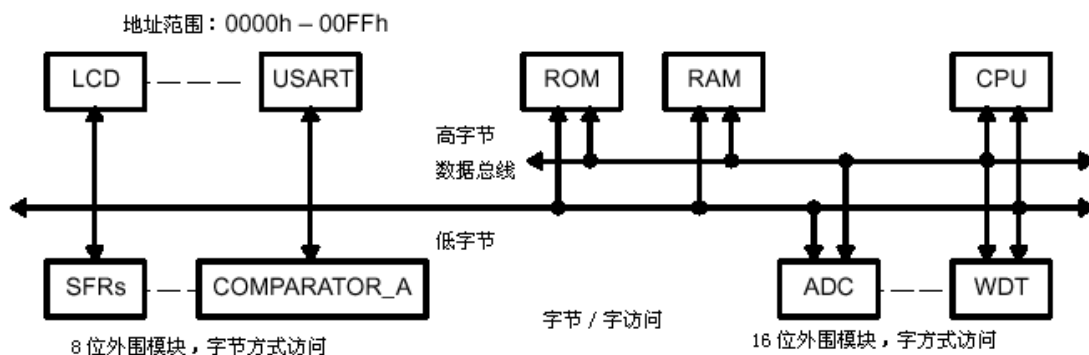 地址范围：0000h – 00FFh
LCD
USART
ROM
RAM
CPU
高字节
数据总线
低字节
SFRs
COMPARATOR_A
ADC
WDT
字节 / 字访问
8 位外围模块，字节方式访问
16 位外围模块，字方式访问